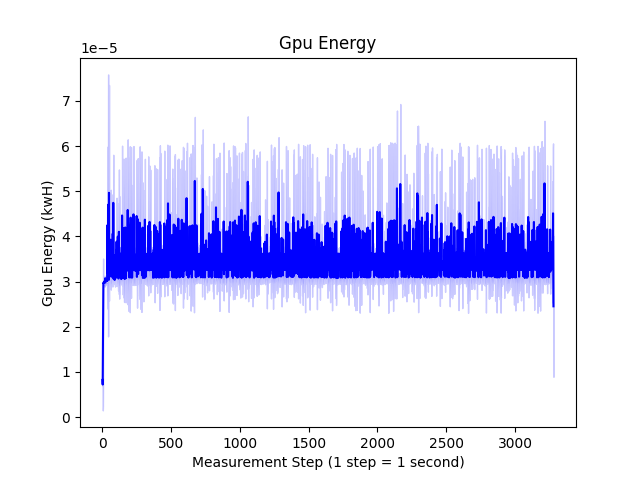 Gpu Energy
1e−5
7
6
5
4
3
2
1
0
Gpu Energy (kwH)
0 500 1000 1500 2000 2500 3000
Measurement Step (1 step = 1 second)